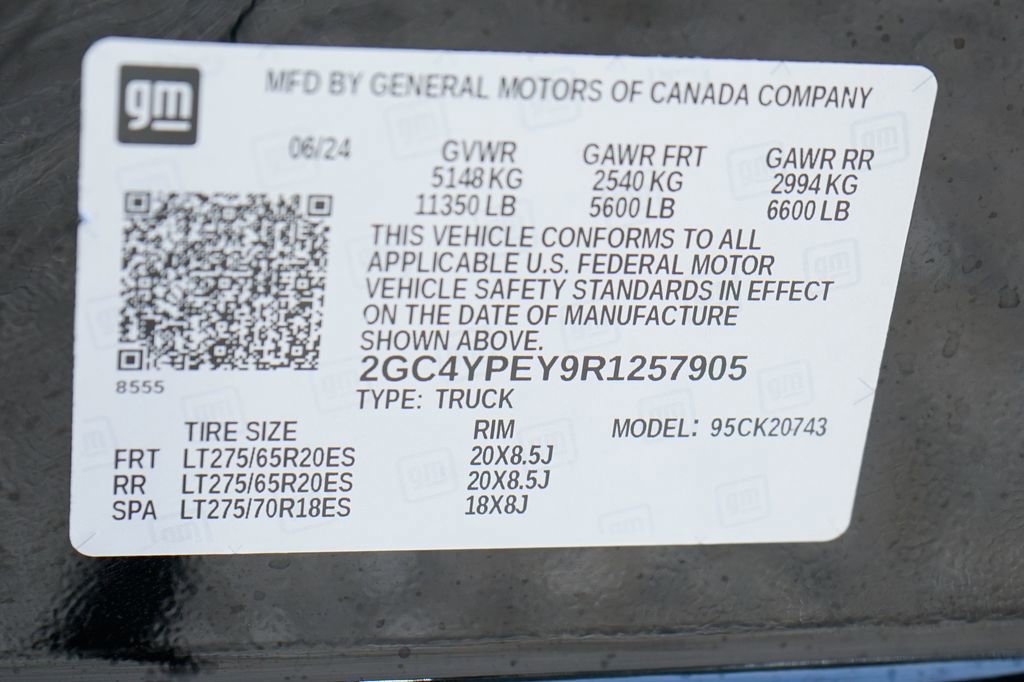 gm
MFD BY GENERAL MOTORS OF CANADA COMPANY
06/24 GVWR GAWR FRT GAWR RR
5148 KG 2540 KG 2994 KG
11350 LB 5600 LB 6600 LB
THIS VEHICLE CONFORMS TO ALL
APPLICABLE U.S. FEDERAL MOTOR
VEHICLE SAFETY STANDARDS IN EFFECT
ON THE DATE OF MANUFACTURE
SHOWN ABOVE.
2GC4YPEY9R1257905
8555
TYPE: TRUCK
TIRE SIZE RIM MODEL: 95CK20743
FRT LT275/65R20ES 20X8.5J
RR LT275/65R20ES 20X8.5J
SPA LT275/70R18ES 18X8J